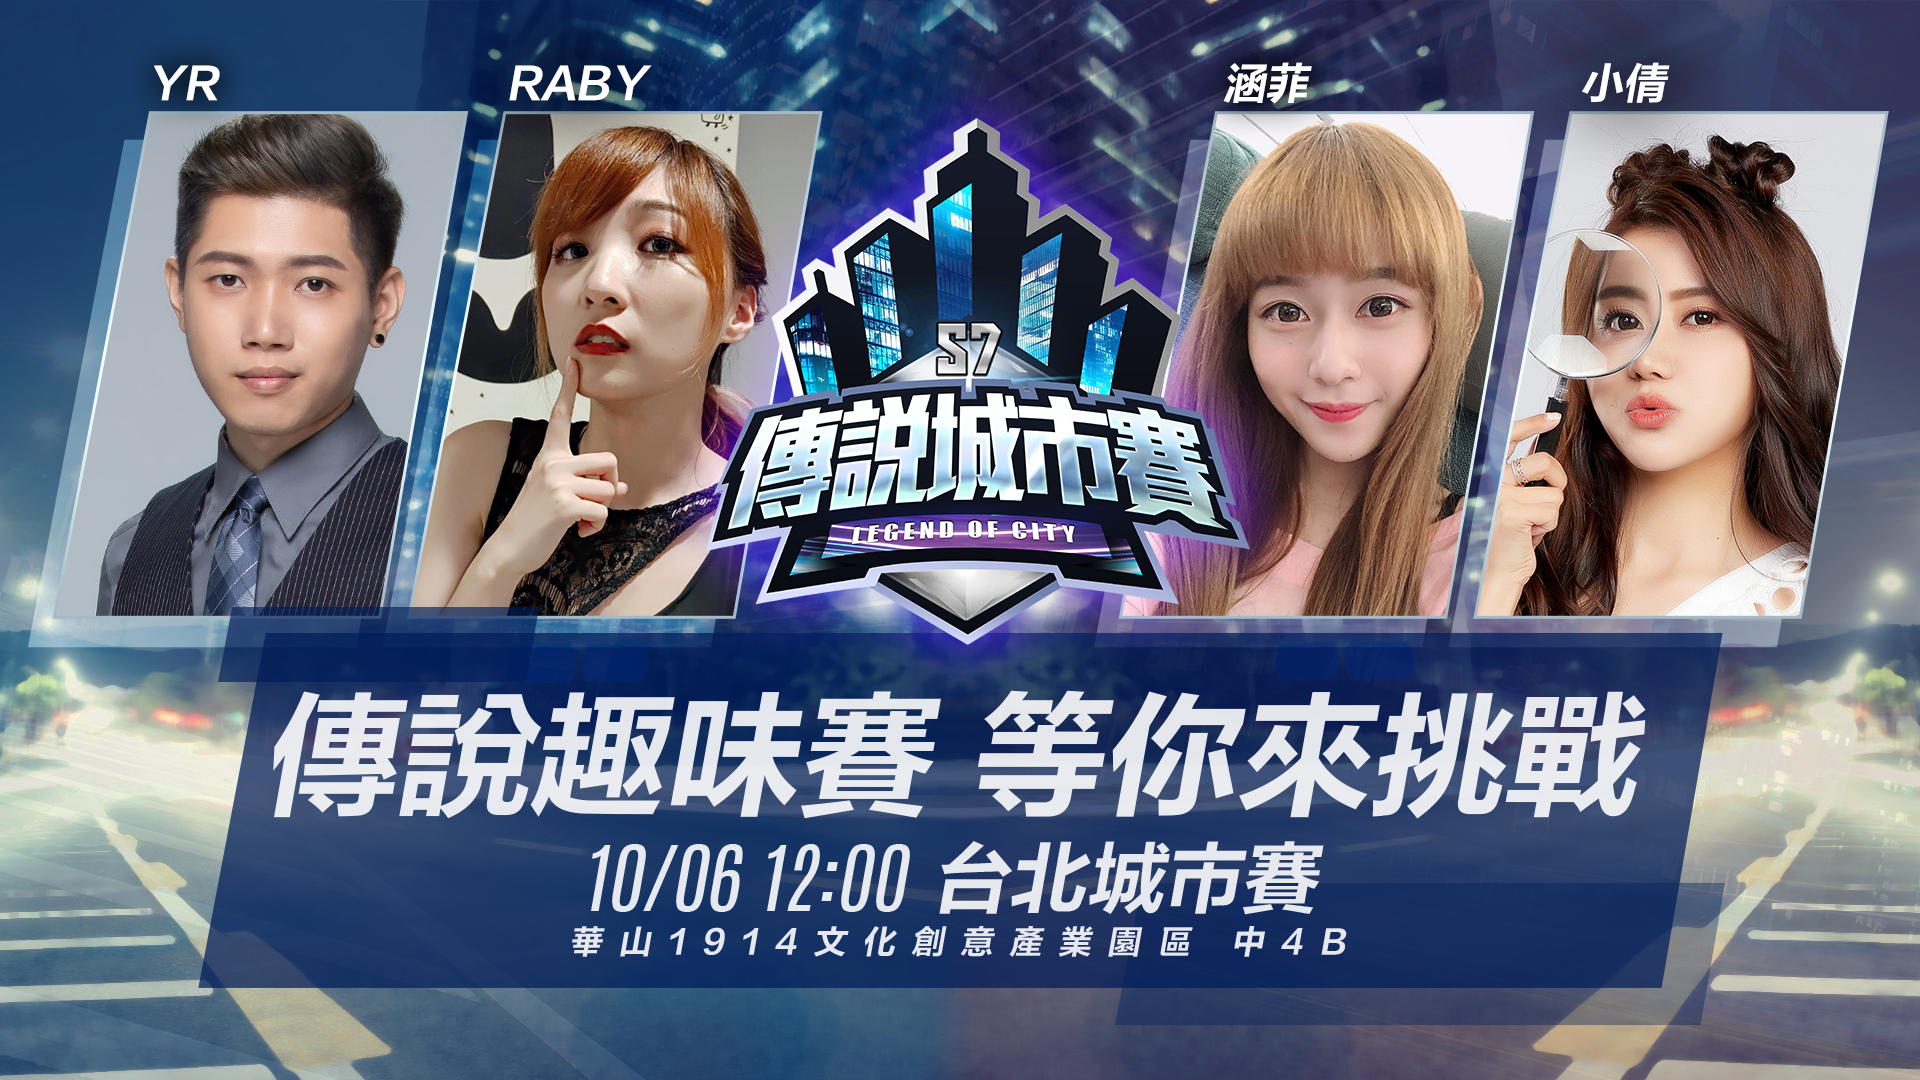 YR
RABY
涵菲
小倩
S7
傳說城市賽
LEGEND OF CITY
傳說趣味賽 等你來挑戰
10/06 12:00 台北城市賽
華山1914文化創意產業園區 中4B